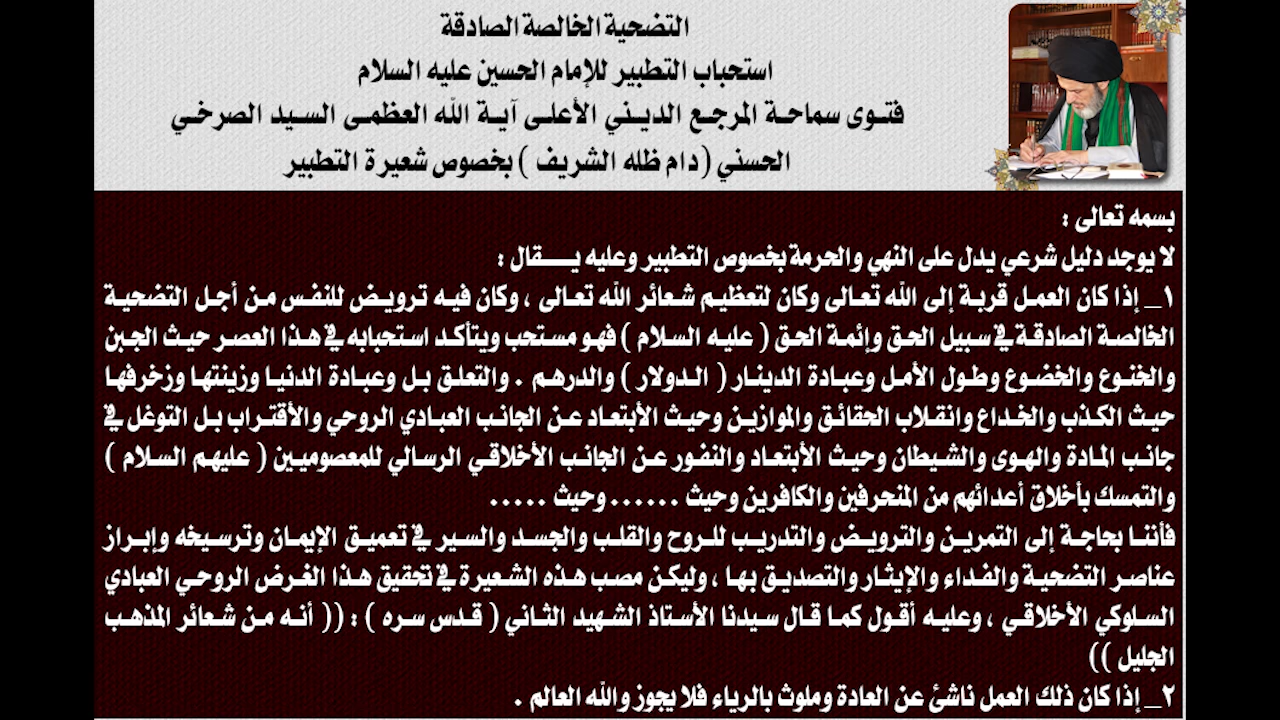 التضحية الخالصة الصادقة
استحباب التطبير للإمام الحسين عليه السلام
فتوى سماحة المرجع الديني الأعلى آية الله العظمى السيد الصرخي
الحسني (دام ظله الشريف ) بخصوص شعيرة التطبير
بسمه تعالى :
لا يوجد دليل شرعي يدل على النهي والحرمة بخصوص التطبير وعليه يقال :
١_ إذا كان العمل قربة إلى الله تعالى وكان لتعظيم شعائر الله تعالى ، وكان فيه ترويض للنفس من أجل التضحية
الخالصة الصادقة في سبيل الحق وإئمة الحق ( عليه السلام ) فهو مستحب ويتأكد استحبابه في هذا العصر حيث الجبن
والخنوع والخضوع وطول الأمل وعبادة الدينار ( الدولار ) والدرهم . والتعلق بل وعبادة الدنيا وزينتها وزخرفها
حيث الكذب والخداع وانقلاب الحقائق والموازين وحيث الأبتعاد عن الجانب العبادي الروحي والأقتراب بل التوغل في
جانب المادة والهوى والشيطان وحيث الأبتعاد والنفور عن الجانب الأخلاقي الرسالي للمعصوميين ( عليهم السلام )
والتمسك بأخلاق أعدائهم من المنحرفين والكافرين وحيث ...... وحيث .....
فأننا بحاجة إلى التمرين والترويض والتدريب للروح والقلب والجسد والسير في تعميق الإيمان وترسيخه وإبراز
عناصر التضحية والفداء والإيثار والتصديق بها ، وليكن مصب هذه الشعيرة في تحقيق هذا الغرض الروحي العبادي
السلوكي الأخلاقي ، وعليه أقول كما قال سيدنا الأستاذ الشهيد الثاني ( قدس سره ) : (( أنه من شعائر المذهب
الجليل ))
٢_ إذا كان ذلك العمل ناشئ عن العادة وملوث بالرياء فلا يجوز والله العالم .